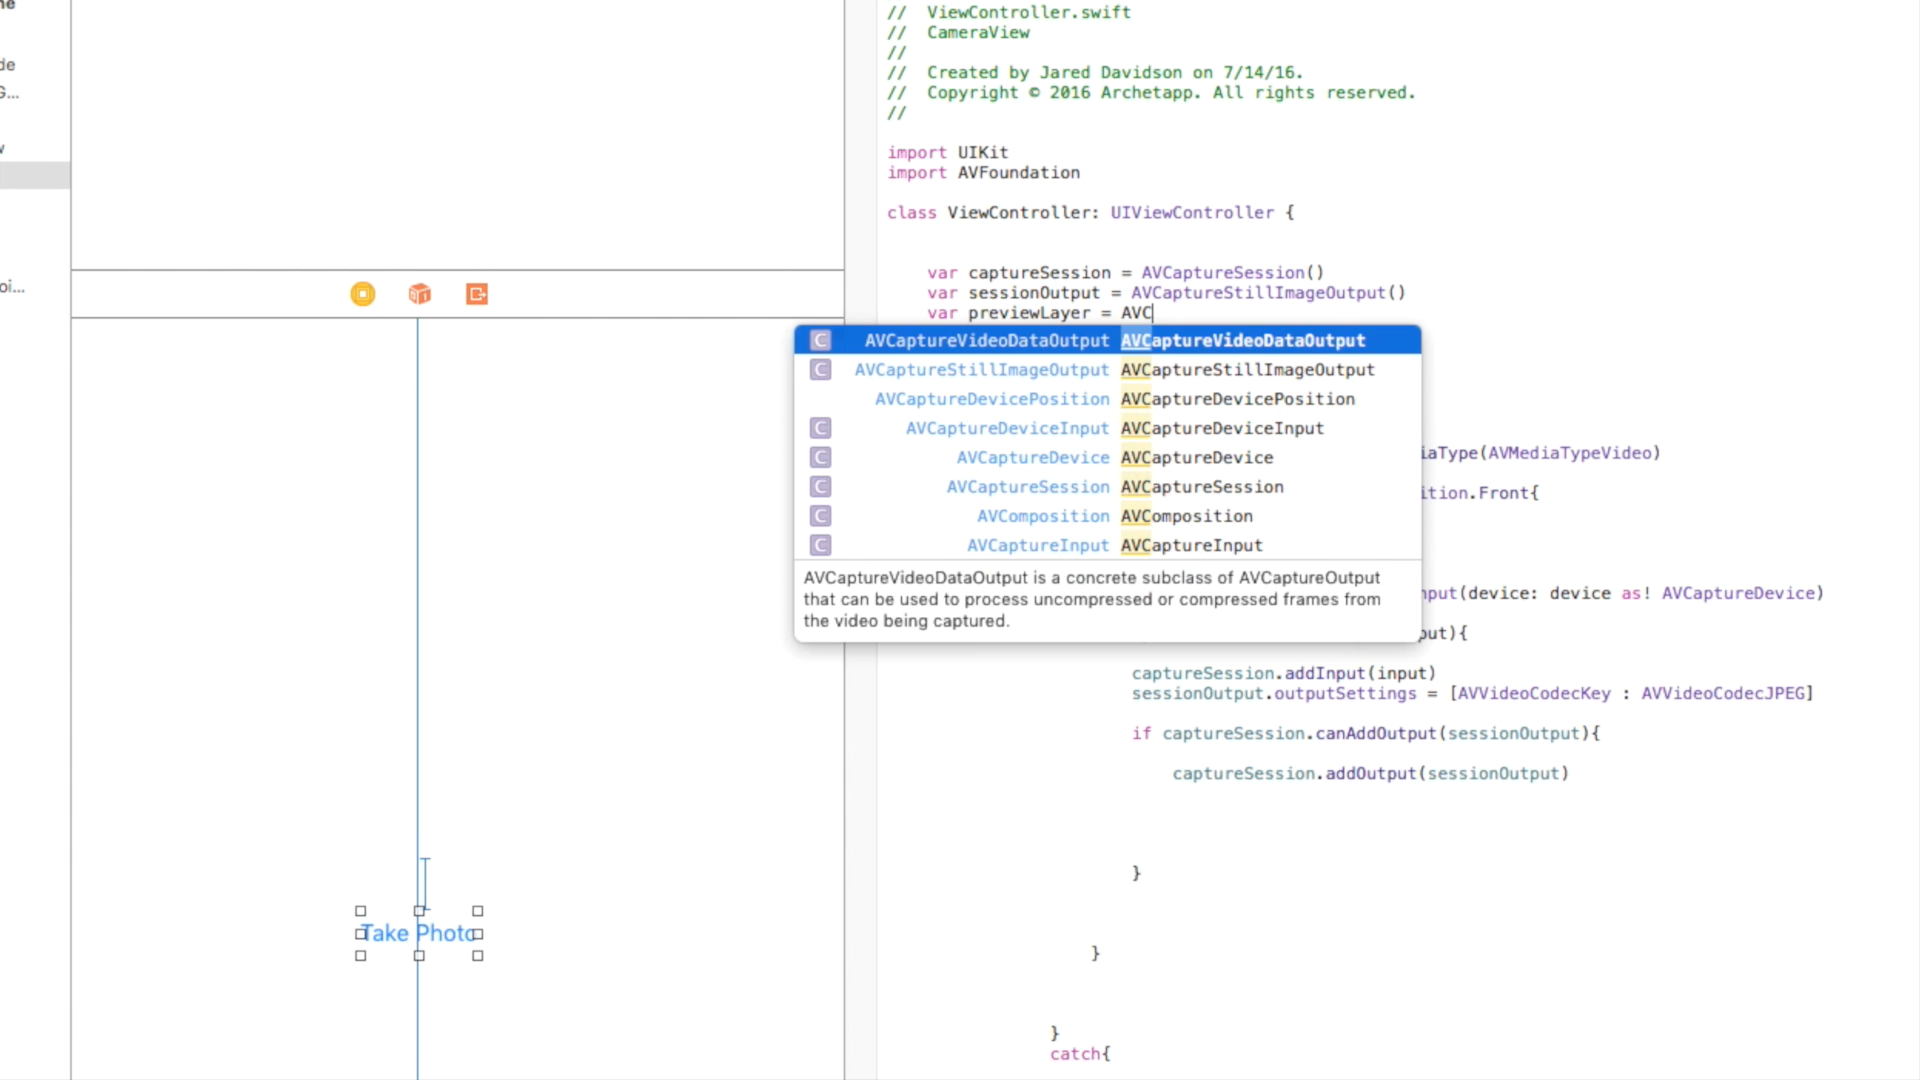 ne
de
G...
w
oi...
Take Photo
// ViewController.swift
// CameraView
//
// Created by Jared Davidson on 7/14/16.
// Copyright © 2016 Archetapp. All rights reserved.
//
import UIKit
import AVFoundation
class ViewController: UIViewController {
var captureSession = AVCaptureSession()
var sessionOutput = AVCaptureStillImageOutput()
var previewLayer = AVC
C AVCaptureVideoDataOutput AVCaptureVideoDataOutput
C AVCaptureStillImageOutput AVCaptureStillImageOutput
AVCaptureDevicePosition AVCaptureDevicePosition
C AVCaptureDeviceInput AVCaptureDeviceInput
C AVCaptureDevice AVCaptureDevice
C AVCaptureSession AVCaptureSession
C AVComposition AVComposition
C AVCaptureInput AVCaptureInput
AVCaptureVideoDataOutput is a concrete subclass of AVCaptureOutput
that can be used to process uncompressed or compressed frames from
the video being captured.
iaType(AVMediaTypeVideo)
ition.Front{
nput(device: device as! AVCaptureDevice)
put){
captureSession.addInput(input)
sessionOutput.outputSettings = [AVVideoCodecKey : AVVideoCodecJPEG]
if captureSession.canAddOutput(sessionOutput){
captureSession.addOutput(sessionOutput)
}
}
}
catch{